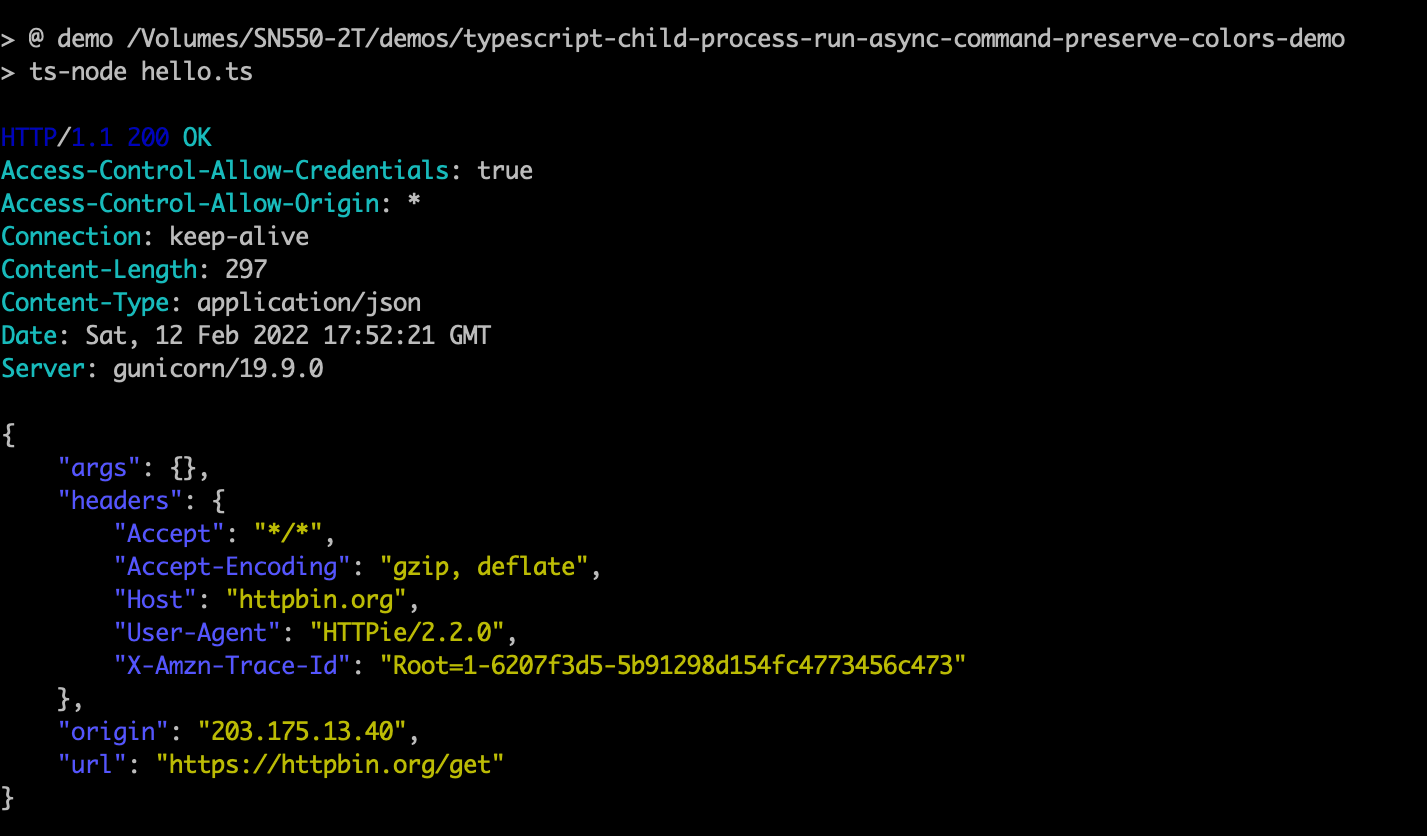 > @ demo /Volumes/SN550-2T/demos/typescript-child-process-run-async-command-preserve-colors-demo
> ts-node hello.ts
HTTP/1.1 200 OK
Access-Control-Allow-Credentials: true
Access-Control-Allow-Origin: *
Connection: keep-alive
Content-Length: 297
Content-Type: application/json
Date: Sat, 12 Feb 2022 17:52:21 GMT
Server: gunicorn/19.9.0
{
    "args": {},
    "headers": {
        "Accept": "*/*",
        "Accept-Encoding": "gzip, deflate",
        "Host": "httpbin.org",
        "User-Agent": "HTTPie/2.2.0",
        "X-Amzn-Trace-Id": "Root=1-6207f3d5-5b91298d154fc4773456c473"
    },
    "origin": "203.175.13.40",
    "url": "https://httpbin.org/get"
}